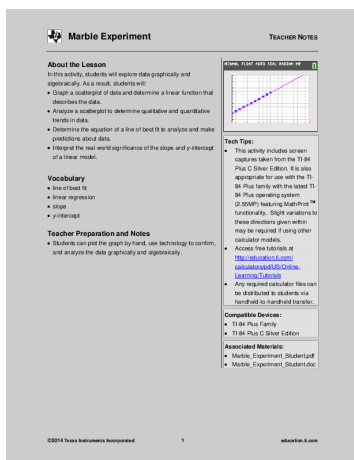 Marble Experiment
TEACHER NOTES
About the Lesson
In this activity, students will explore data graphically and
algebraically. As a result, students will:
• Graph a scatterplot of data and determine a linear function that
describes the data.
• Analyze a scatterplot to determine qualitative and quantitative
trends in data.
• Determine the equation of a line of best fit to analyze and make
predictions about data.
• Interpret the real-world significance of the slope and y-intercept
of a linear model.
Vocabulary
• line of best fit
• linear regression
• slope
• y-intercept
Teacher Preparation and Notes
• Students can plot the graph by hand, use technology to confirm,
and analyze the data graphically and algebraically.
NORMAL FLOAT AUTO REAL RADIAN MP
Tech Tips:
• This activity includes screen
captures taken from the TI-84
Plus C Silver Edition. It is also
appropriate for use with the TI-
84 Plus family with the latest TI-
84 Plus operating system
(2.55MP) featuring MathPrint™
functionality. Slight variations to
these directions given within
may be required if using other
calculator models.
• Access free tutorials at
http://education.ti.com/
calculators/pd/US/Online-
Learning/Tutorials
• Any required calculator files can
be distributed to students via
handheld-to-handheld transfer.
Compatible Devices:
• TI-84 Plus Family
• TI-84 Plus C Silver Edition
Associated Materials:
• Marble_Experiment_Student.pdf
• Marble_Experiment_Student.doc
©2014 Texas Instruments Incorporated
1
education.ti.com